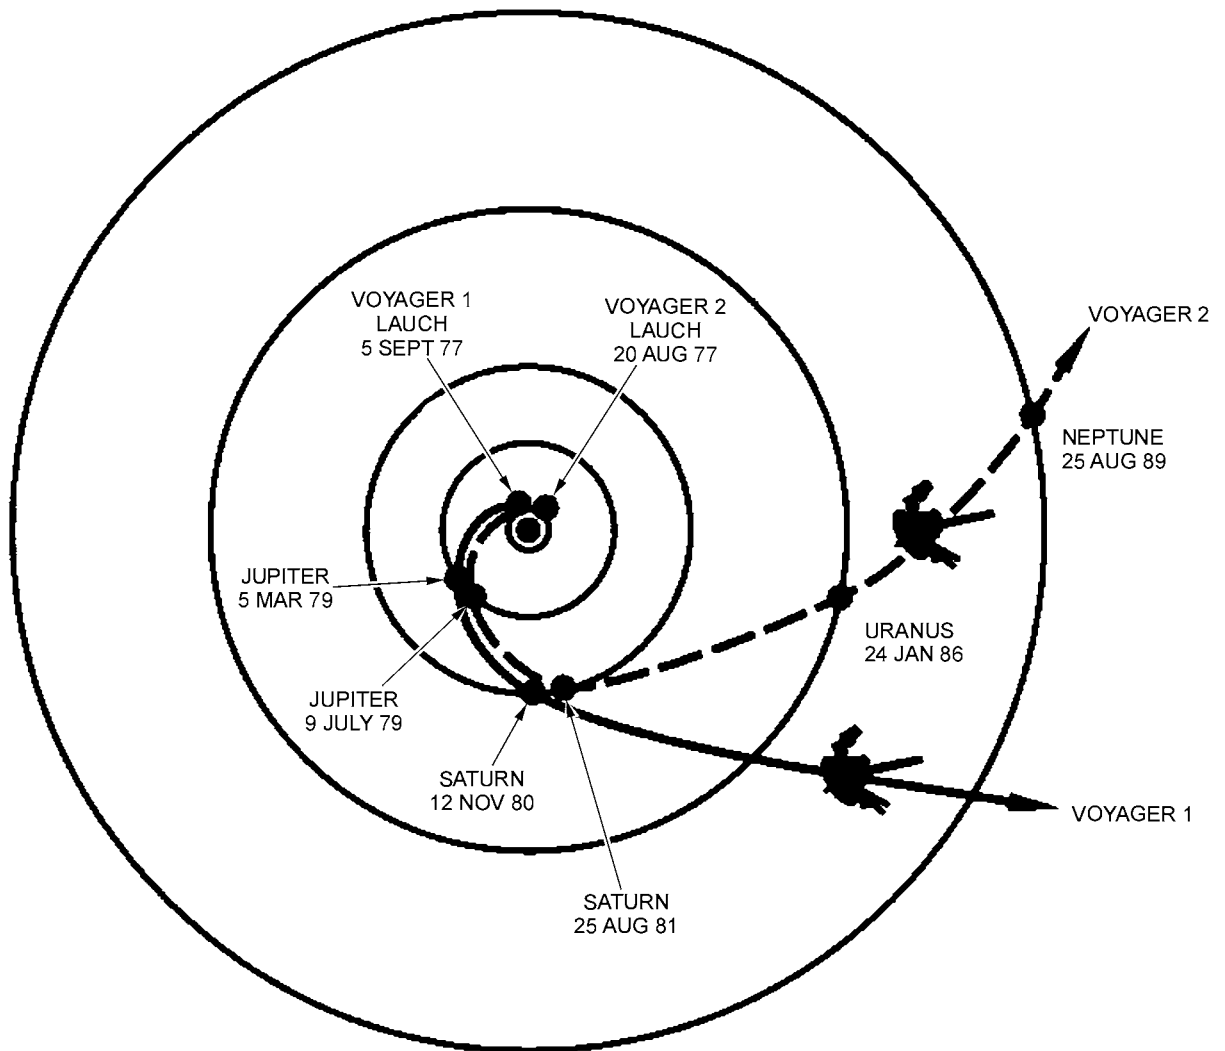 VOYAGER 1
LAUCH
5 SEPT 77
VOYAGER 2
LAUCH
20 AUG 77
VOYAGER 2
NEPTUNE
25 AUG 89
JUPITER
5 MAR 79
URANUS
24 JAN 86
JUPITER
9 JULY 79
SATURN
12 NOV 80
VOYAGER 1
SATURN
25 AUG 81